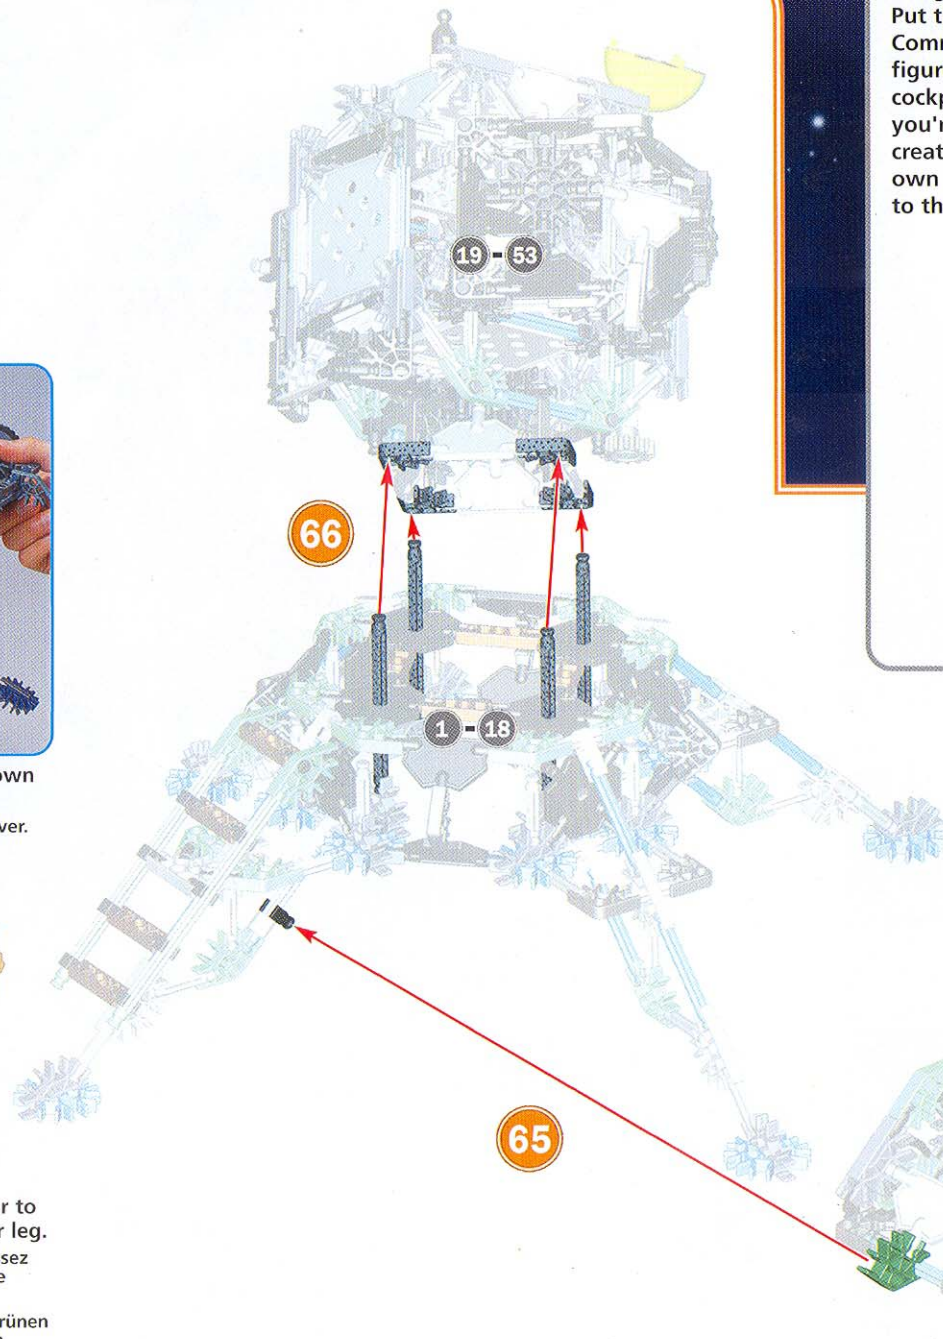 Put t
Comm
figur
cockp
you'r
creat
own
to th
19 - 53
66
1 - 18
own
ver.
65
r to
r leg.
sez
e
rünen